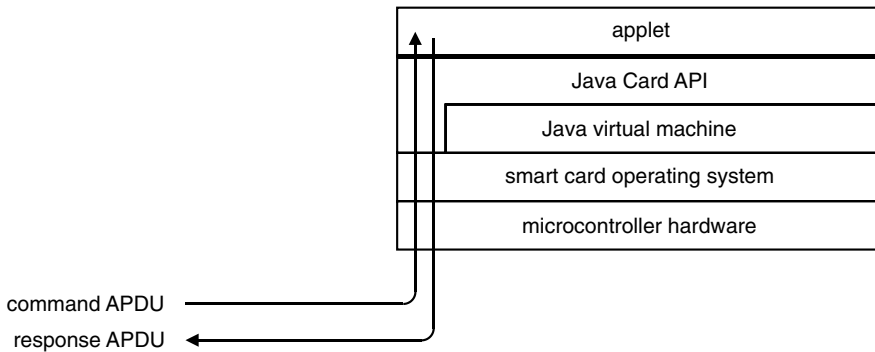 applet
Java Card API
Java virtual machine
smart card operating system
microcontroller hardware
command APDU
response APDU